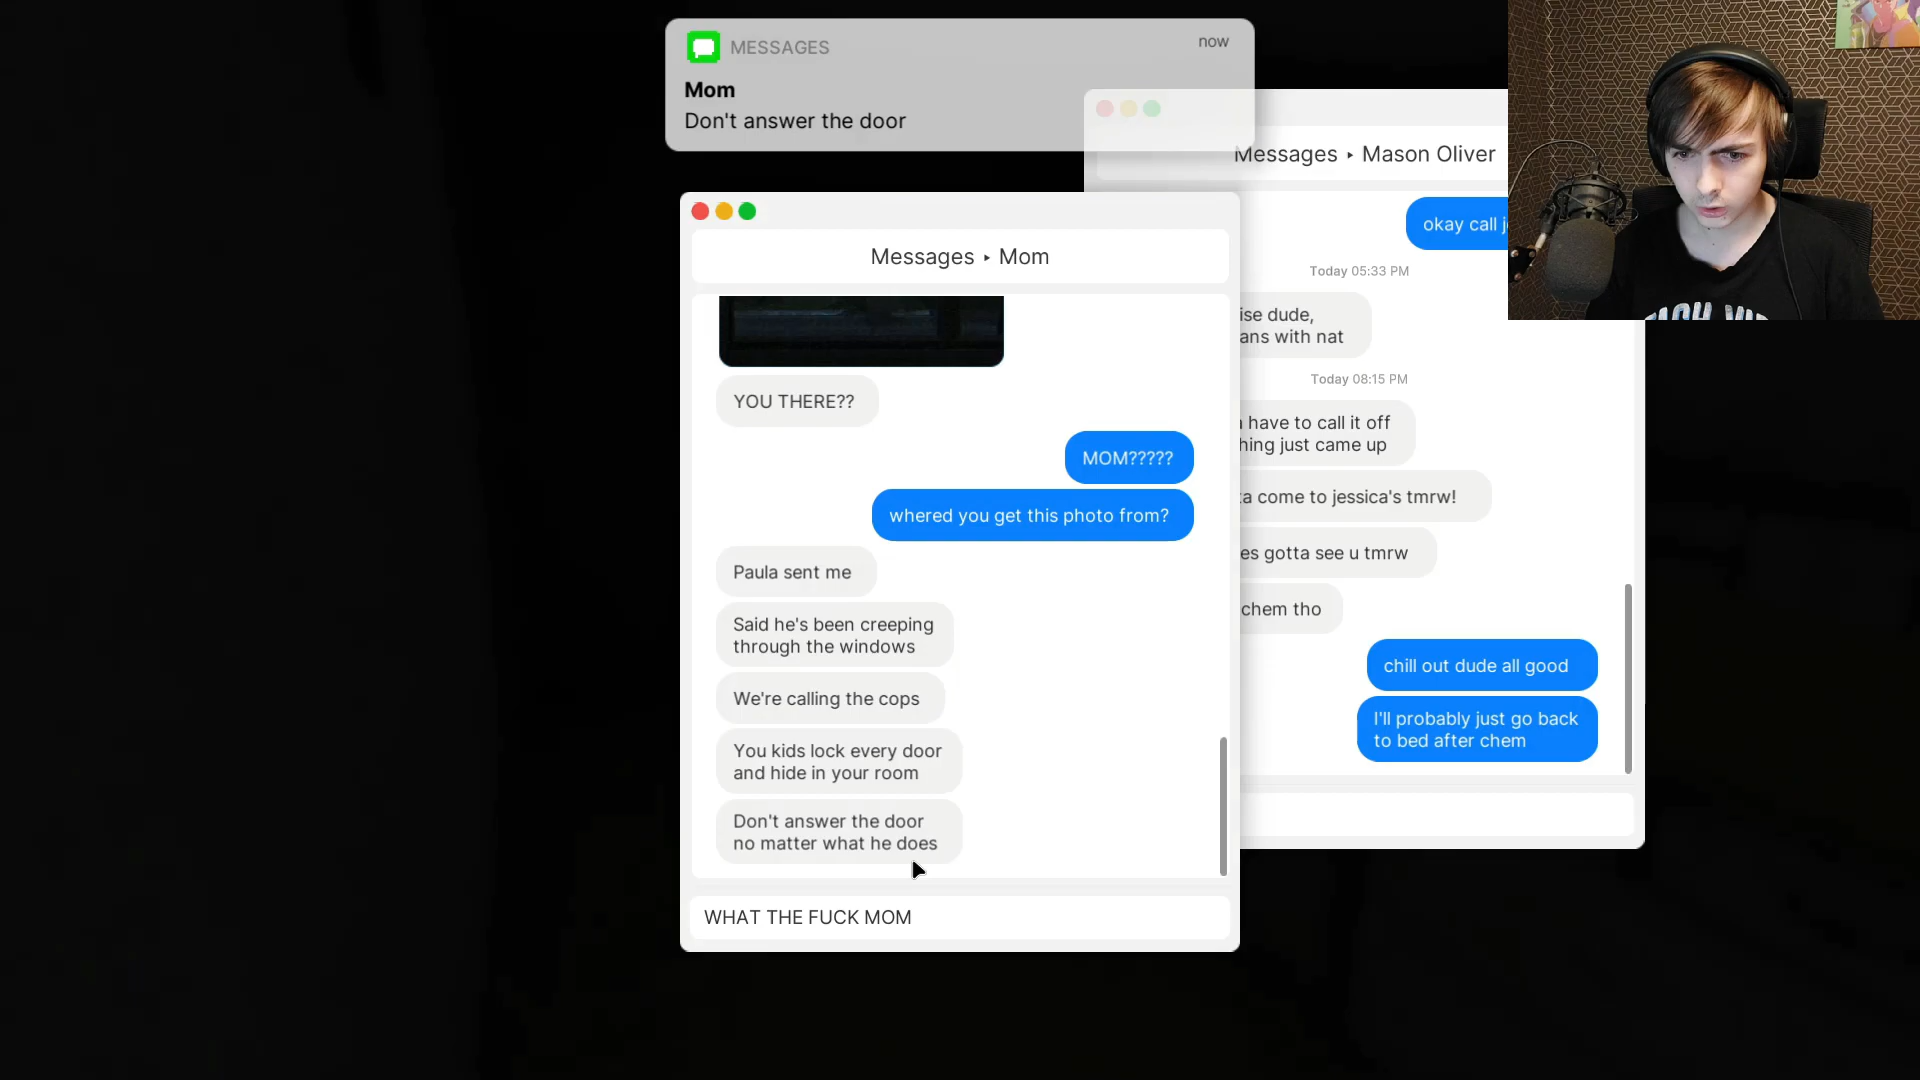 MESSAGES
now
Mom
Don't answer the door
Messages ▸ Mason Oliver
okay call
Today 05:33 PM
dude,
with nat
Today 08:15 PM
have to call it off
just came up
come to jessica's tmrw!
gotta see u tmrw
chem tho
chill out dude all good
I'll probably just go back
to bed after chem
Messages ▸ Mom
YOU THERE??
MOM?????
whered you get this photo from?
Paula sent me
Said he's been creeping
through the windows
We're calling the cops
You kids lock every door
and hide in your room
Don't answer the door
no matter what he does
WHAT THE FUCK MOM